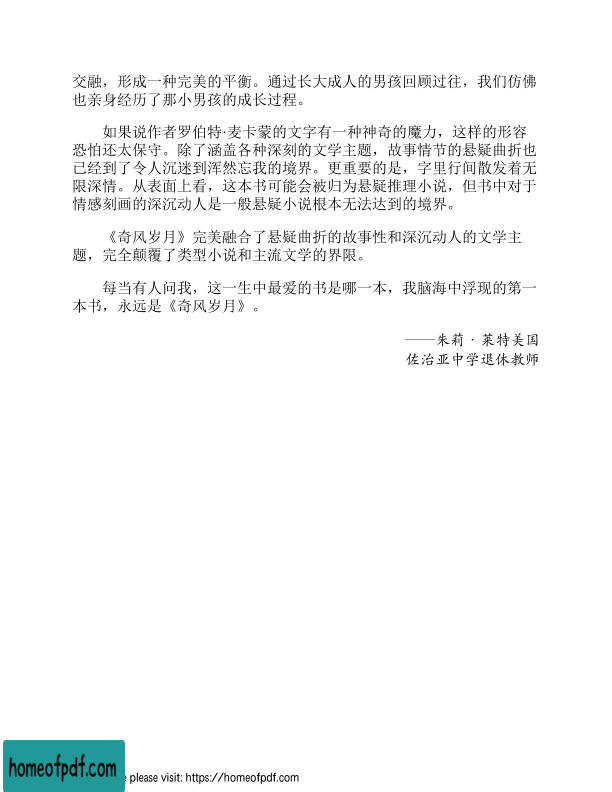 交融，形成一种完美的平衡。通过长大成人的男孩回顾过往，我们仿佛
也亲身经历了那小男孩的成长过程。
如果说作者罗伯特·麦卡蒙的文字有一种神奇的魔力，这样的形容
恐怕还太保守。除了涵盖各种深刻的文学主题，故事情节的悬疑曲折也
已经到了令人沉迷到浑然忘我的境界。更重要的是，字里行间散发着无
限深情。从表面上看，这本书可能会被归为悬疑推理小说，但书中对于
情感刻画的深沉动人是一般悬疑小说根本无法达到的境界。
《奇风岁月》完美融合了悬疑曲折的故事性和深沉动人的文学主
题，完全颠覆了类型小说和主流文学的界限。
每当有人问我，这一生中最爱的书是哪一本，我脑海中浮现的第一
本书，永远是《奇风岁月》。
——朱莉·莱特美国
佐治亚中学退休教师
homeofpdf.com
e please visit: https://homeofpdf.com